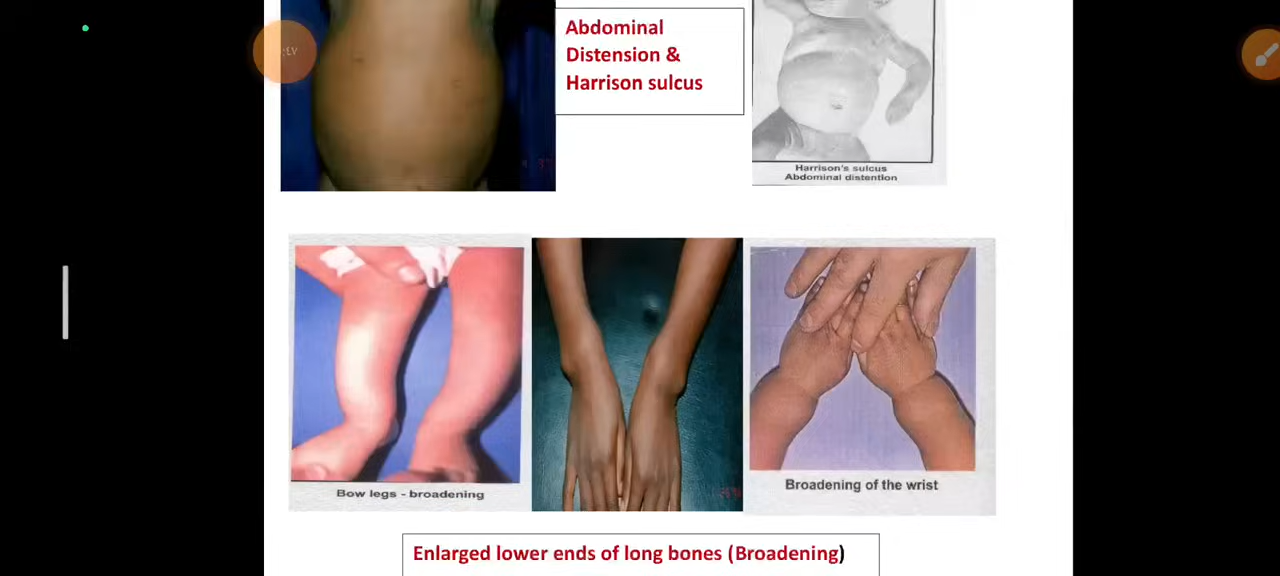 Abdominal
Distension &
Harrison sulcus
Harrison's sulcus
Abdominal distention
37
Bow legs - broadening
Broadening of the wrist
Enlarged lower ends of long bones (Broadening)